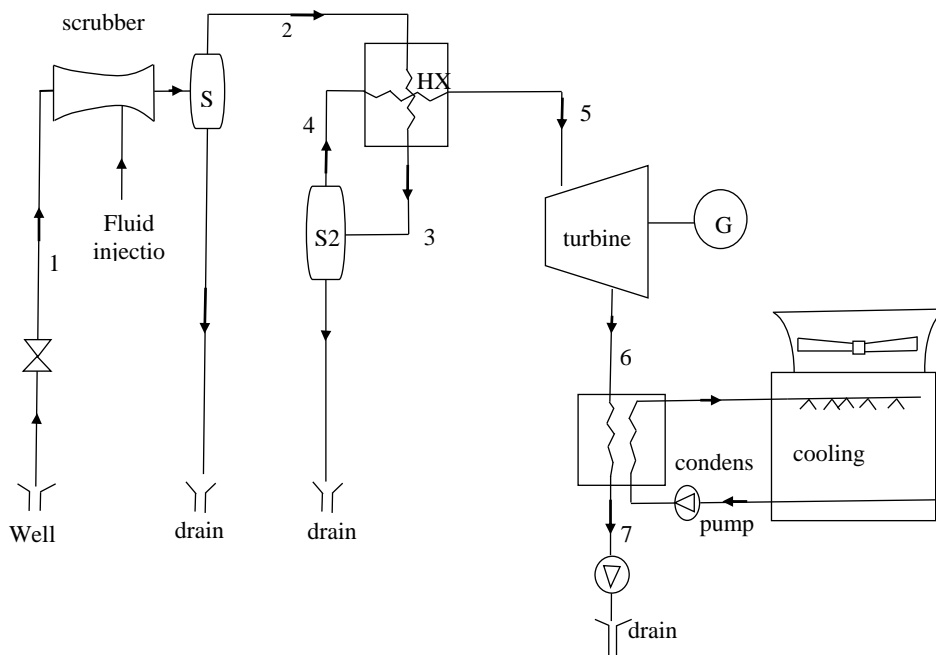 scrubber
2
HX
S
4
5
Fluid
injectio
S2
3
turbine
G
1
6
cooling
condens
pump
7
Well
drain
drain
drain